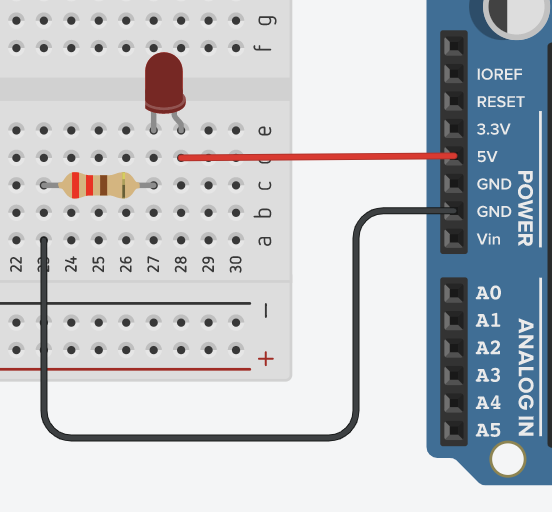 g
f
e
c
b
a
22
23
24
25
26
27
28
29
30
−
+
IOREF
RESET
3.3V
5V
GND
GND
Vin
POWER
A0
A1
A2
A3
A4
A5
ANALOG IN